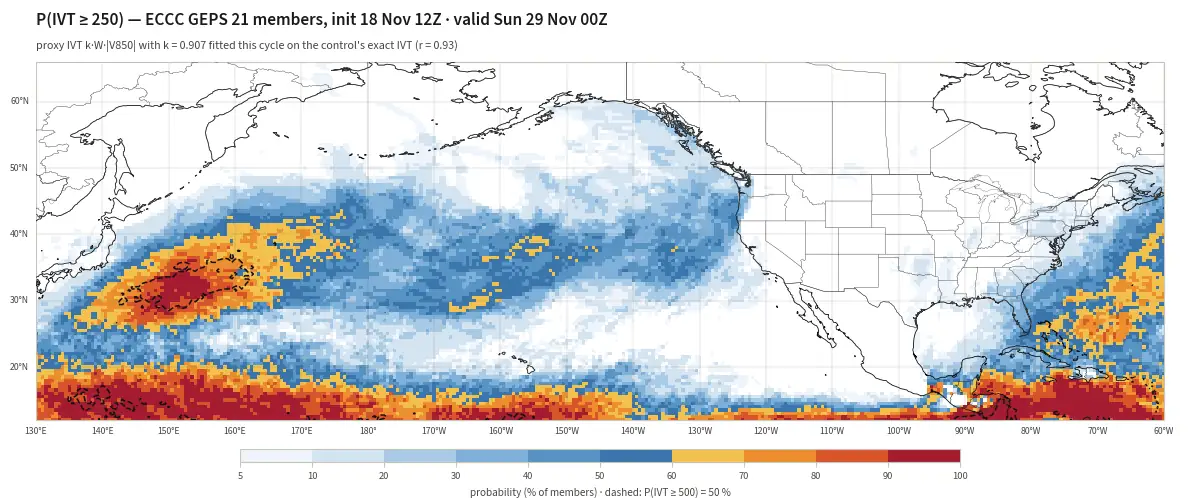 P(IVT ≥ 250) — ECCC GEPS 21 members, init 18 Nov 12Z · valid Sun 29 Nov 00Z
proxy IVT k·W·|V850| with k = 0.907 fitted this cycle on the control's exact IVT (r = 0.93)
60°N
50°N
40°N
30°N
20°N
130°E 140°E 150°E 160°E 170°E 180° 170°W 160°W 150°W 140°W 130°W 120°W 110°W 100°W 90°W 80°W 70°W 60°W
5 10 20 30 40 50 60 70 80 90 100
probability (% of members) · dashed: P(IVT ≥ 500) = 50 %